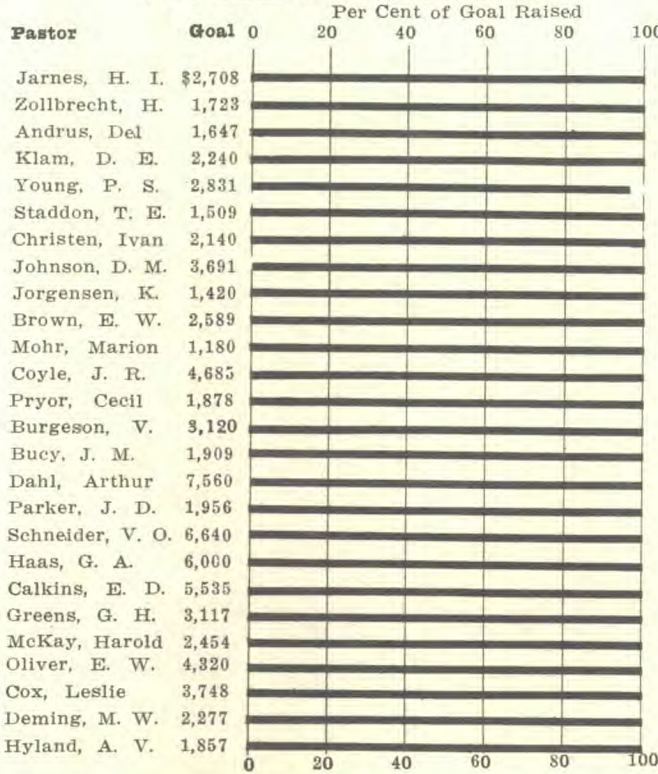 Per Cent of Goal Raised
Pastor Goal 0 20 40 60 80 100
Jarnes, H. I. $2,708
Zollbrecht, H. 1,723
Andrus, Del 1,647
Klam, D. E. 2,240
Young, P. S. 2,831
Staddon, T. E. 1,509
Christen, Ivan 2,140
Johnson, D. M. 3,691
Jorgensen, K. 1,420
Brown, E. W. 2,589
Mohr, Marion 1,180
Coyle, J. R. 4,685
Pryor, Cecil 1,878
Burgeson, V. 3,120
Bucy, J. M. 1,909
Dahl, Arthur 7,560
Parker, J. D. 1,956
Schneider, V. O. 6,640
Haas, G. A. 6,000
Calkins, E. D. 5,535
Greens, G. H. 3,117
McKay, Harold 2,454
Oliver, E. W. 4,320
Cox, Leslie 3,748
Deming, M. W. 2,277
Hyland, A. V. 1,857
0 20 40 60 80 100